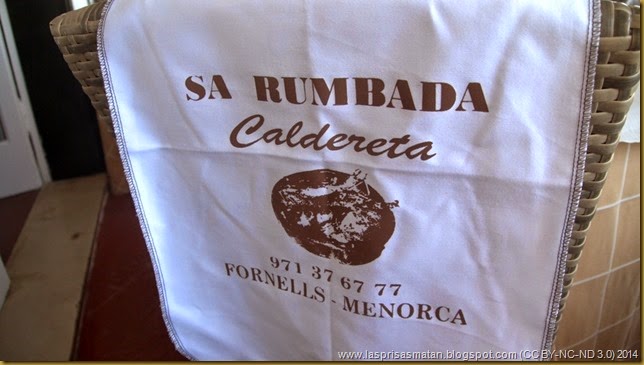 SA RUMBADA
Caldereta
971 37 67 77
FORNELLS - MENORCA
www.lasprisasmatan.blogspot.com (CC BY-NC-ND 3.0) 2014